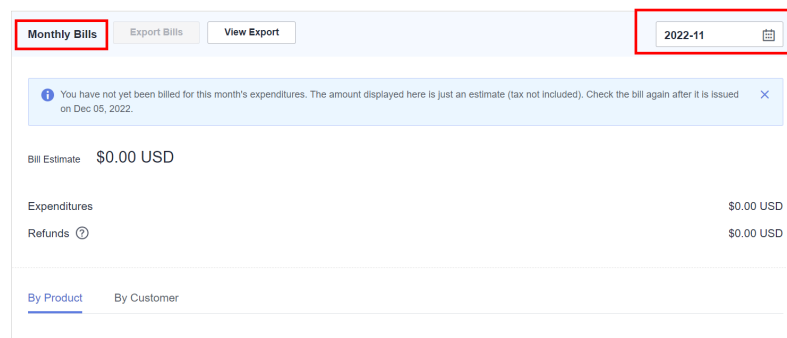 Monthly Bills Export Bills View Export 2022-11
You have not yet been billed for this month's expenditures. The amount displayed here is just an estimate (tax not included). Check the bill again after it is issued
on Dec 05, 2022.
Bill Estimate $0.00 USD
Expenditures $0.00 USD
Refunds $0.00 USD
By Product By Customer